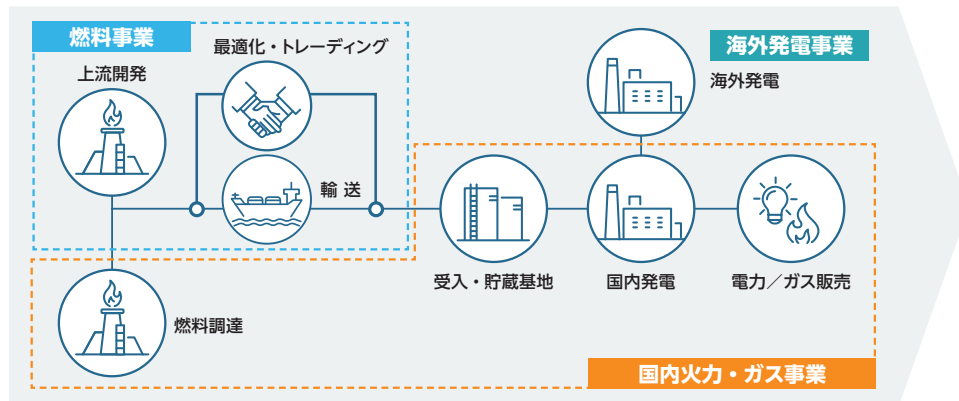 燃料事業
最適化・トレーディング
海外発電事業
上流開発
海外発電
輸 送
受入・貯蔵基地
国内発電
電力／ガス販売
燃料調達
国内火力・ガス事業